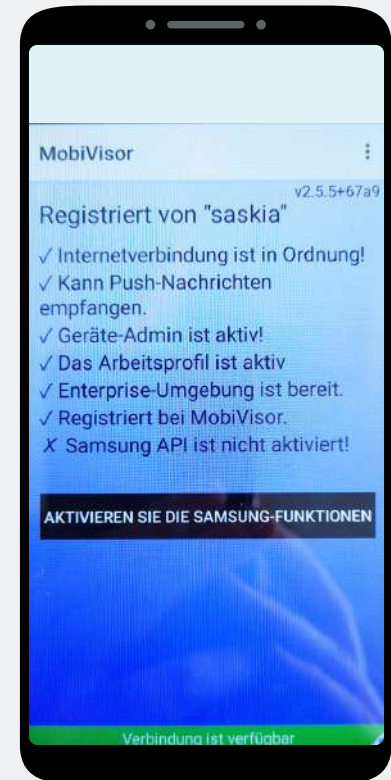 MobiVisor
v2.5.5+67a9
Registriert von "saskia"
✓ Internetverbindung ist in Ordnung!
✓ Kann Push-Nachrichten
empfangen.
✓ Geräte-Admin ist aktiv!
✓ Das Arbeitsprofil ist aktiv
✓ Enterprise-Umgebung ist bereit.
✓ Registriert bei MobiVisor.
X Samsung API ist nicht aktiviert!
AKTIVIEREN SIE DIE SAMSUNG-FUNKTIONEN
Verbindung ist verfügbar